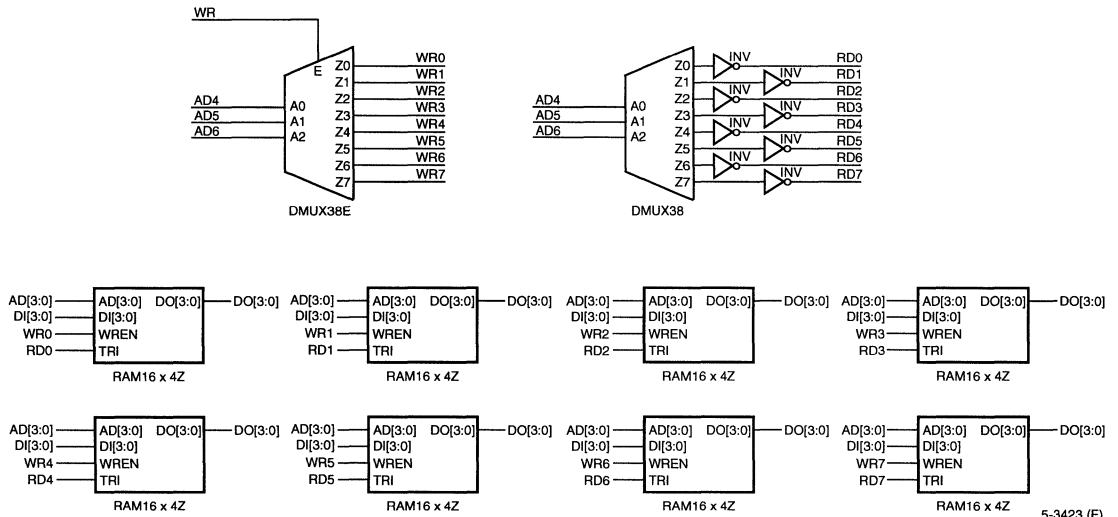 WR
E
Z0 WR0
Z1 WR1
Z2 WR2
AD4 A0 Z3 WR3
AD5 A1 Z4 WR4
AD6 A2 Z5 WR5
Z6 WR6
Z7 WR7
DMUX38E
Z0 INV RD0
Z1 INV RD1
Z2 INV RD2
AD4 A0 Z3 INV RD3
AD5 A1 Z4 INV RD4
AD6 A2 Z5 INV RD5
Z6 INV RD6
Z7 INV RD7
DMUX38
AD[3:0] AD[3:0] DO[3:0] DO[3:0]
DI[3:0] DI[3:0]
WR0 WREN
RD0 TRI
RAM16 x 4Z
AD[3:0] AD[3:0] DO[3:0] DO[3:0]
DI[3:0] DI[3:0]
WR1 WREN
RD1 TRI
RAM16 x 4Z
AD[3:0] AD[3:0] DO[3:0] DO[3:0]
DI[3:0] DI[3:0]
WR2 WREN
RD2 TRI
RAM16 x 4Z
AD[3:0] AD[3:0] DO[3:0] DO[3:0]
DI[3:0] DI[3:0]
WR3 WREN
RD3 TRI
RAM16 x 4Z
AD[3:0] AD[3:0] DO[3:0] DO[3:0]
DI[3:0] DI[3:0]
WR4 WREN
RD4 TRI
RAM16 x 4Z
AD[3:0] AD[3:0] DO[3:0] DO[3:0]
DI[3:0] DI[3:0]
WR5 WREN
RD5 TRI
RAM16 x 4Z
AD[3:0] AD[3:0] DO[3:0] DO[3:0]
DI[3:0] DI[3:0]
WR6 WREN
RD6 TRI
RAM16 x 4Z
AD[3:0] AD[3:0] DO[3:0] DO[3:0]
DI[3:0] DI[3:0]
WR7 WREN
RD7 TRI
RAM16 x 4Z
5-3423 (F)